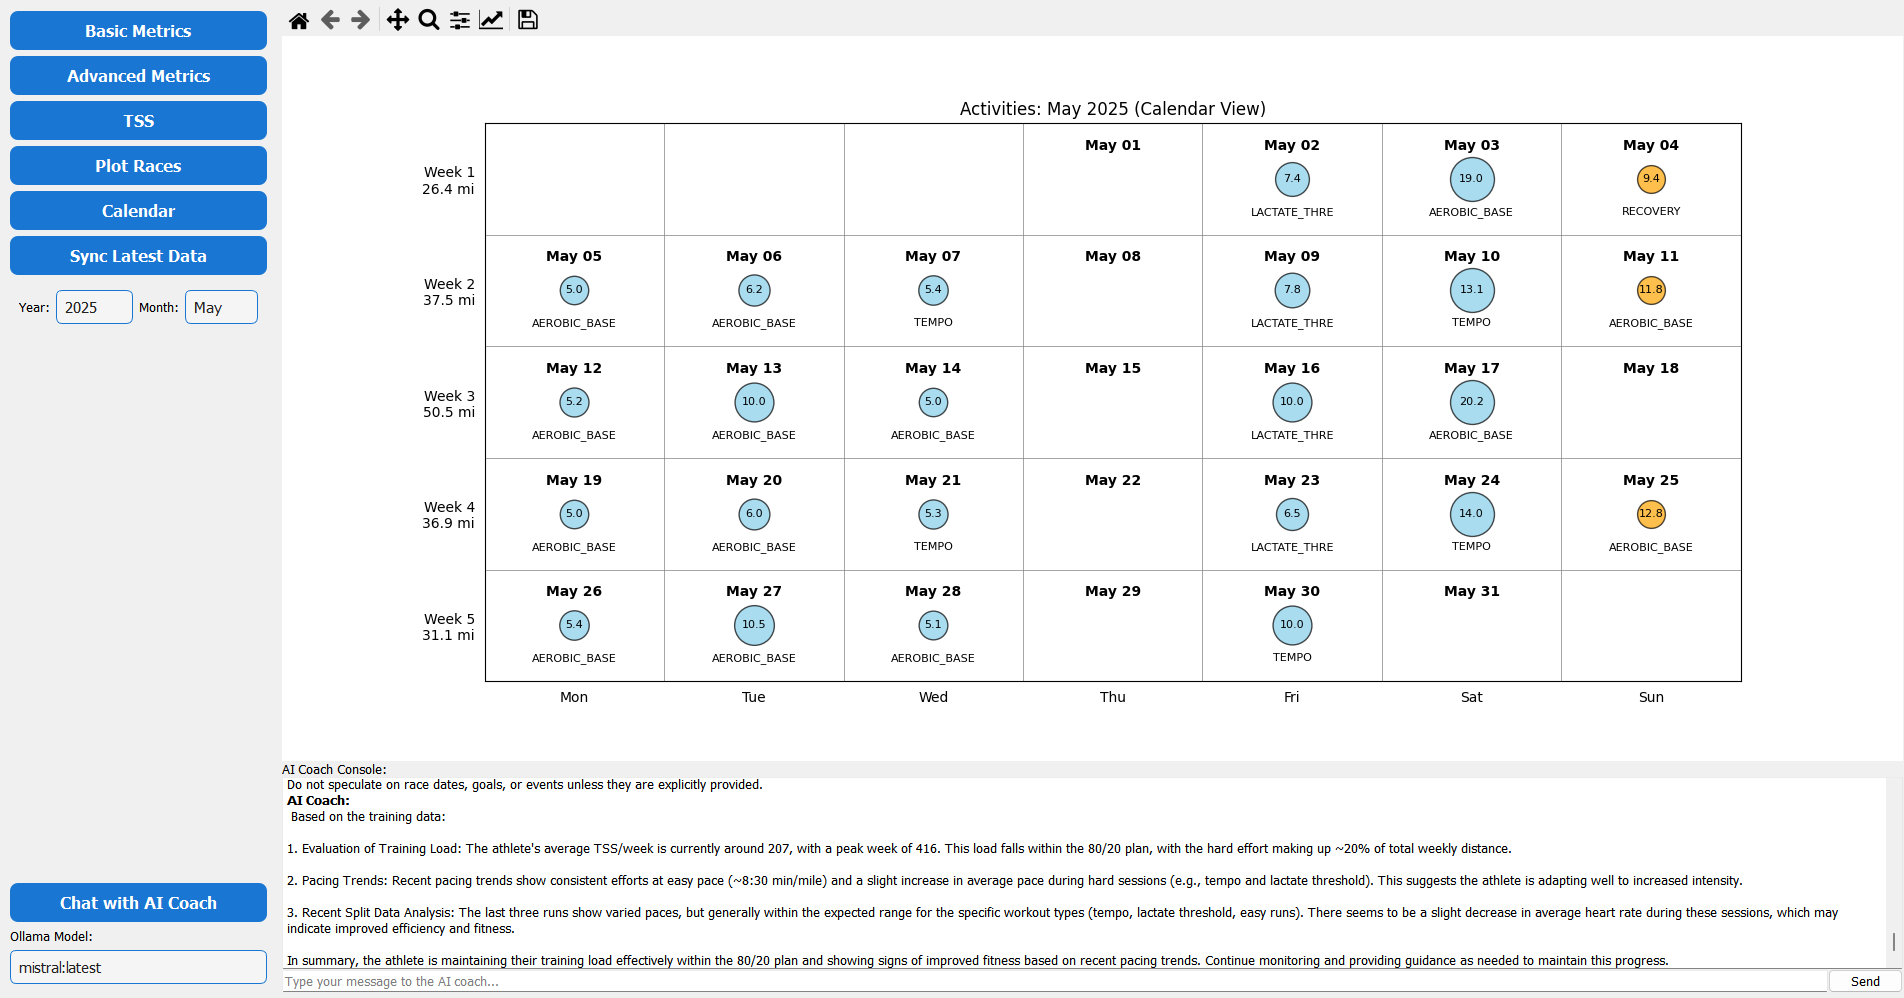 Basic Metrics
Advanced Metrics
TSS
Plot Races
Calendar
Sync Latest Data
Year: 2025 Month: May
Activities: May 2025 (Calendar View)
May 01 May 02 May 03 May 04
Week 1
26.4 mi
7.4 19.0 9.4
LACTATE_THRE AEROBIC_BASE RECOVERY
May 05 May 06 May 07 May 08 May 09 May 10 May 11
Week 2
37.5 mi
5.0 6.2 5.4 7.8 13.1 11.8
AEROBIC_BASE AEROBIC_BASE TEMPO LACTATE_THRE TEMPO AEROBIC_BASE
May 12 May 13 May 14 May 15 May 16 May 17 May 18
Week 3
50.5 mi
5.2 10.0 5.0 10.0 20.2
AEROBIC_BASE AEROBIC_BASE AEROBIC_BASE LACTATE_THRE AEROBIC_BASE
May 19 May 20 May 21 May 22 May 23 May 24 May 25
Week 4
36.9 mi
5.0 6.0 5.3 6.5 14.0 12.8
AEROBIC_BASE AEROBIC_BASE TEMPO LACTATE_THRE TEMPO AEROBIC_BASE
May 26 May 27 May 28 May 29 May 30 May 31
Week 5
31.1 mi
5.4 10.5 5.1 10.0
AEROBIC_BASE AEROBIC_BASE AEROBIC_BASE TEMPO
Mon Tue Wed Thu Fri Sat Sun
AI Coach Console:
Do not speculate on race dates, goals, or events unless they are explicitly provided.
AI Coach:
Based on the training data:
1. Evaluation of Training Load: The athlete's average TSS/week is currently around 207, with a peak week of 416. This load falls within the 80/20 plan, with the hard effort making up ~20% of total weekly distance.
2. Pacing Trends: Recent pacing trends show consistent efforts at easy pace (~8:30 min/mile) and a slight increase in average pace during hard sessions (e.g., tempo and lactate threshold). This suggests the athlete is adapting well to increased intensity.
3. Recent Split Data Analysis: The last three runs show varied paces, but generally within the expected range for the specific workout types (tempo, lactate threshold, easy runs). There seems to be a slight decrease in average heart rate during these sessions, which may
indicate improved efficiency and fitness.
In summary, the athlete is maintaining their training load effectively within the 80/20 plan and showing signs of improved fitness based on recent pacing trends. Continue monitoring and providing guidance as needed to maintain this progress.
Type your message to the AI coach...
Send
Chat with AI Coach
Ollama Model:
mistral:latest